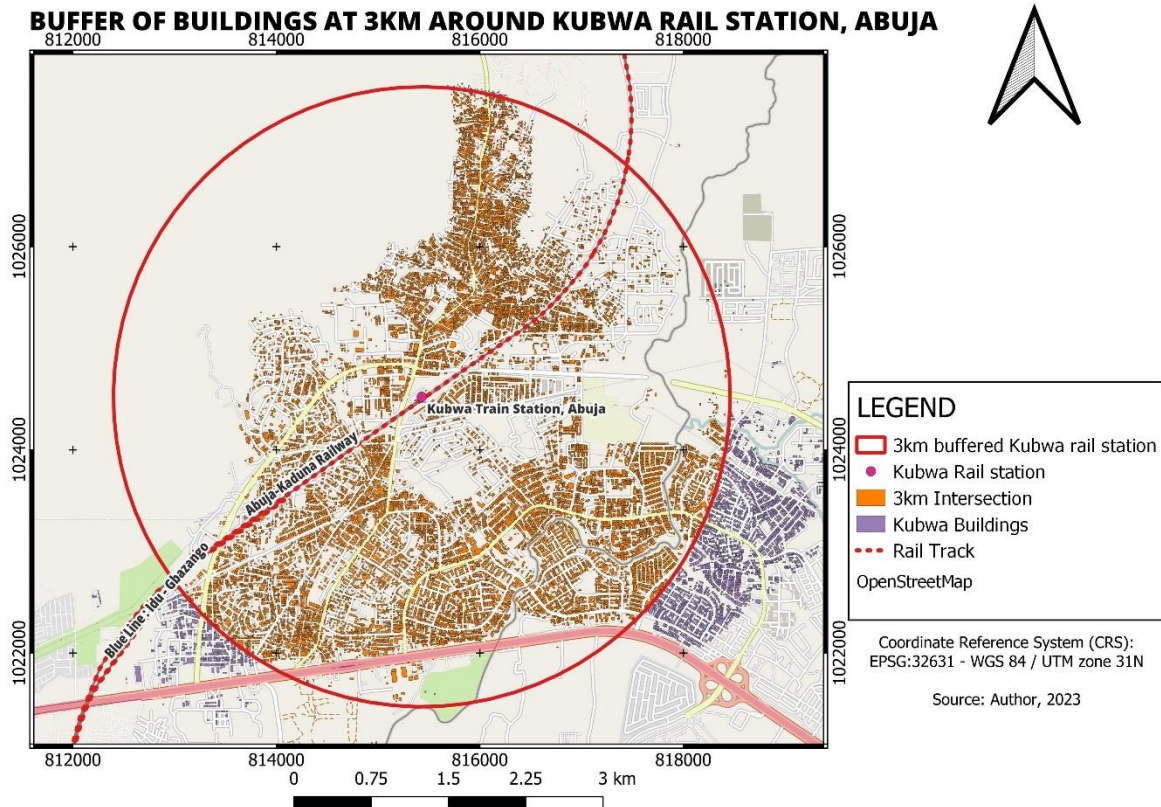 BUFFER OF BUILDINGS AT 3KM AROUND KUBWA RAIL STATION, ABUJA
812000 814000 816000 818000
1026000 1026000
Kubwa Train Station, Abuja
1024000 1024000
Abuja-Kaduna Railway
Blue Line : Idu - Gbazango
1022000 1022000
812000 814000 816000 818000
0 0.75 1.5 2.25 3 km
LEGEND
3km buffered Kubwa rail station
Kubwa Rail station
3km Intersection
Kubwa Buildings
Rail Track
OpenStreetMap
Coordinate Reference System (CRS):
EPSG:32631 - WGS 84 / UTM zone 31N
Source: Author, 2023